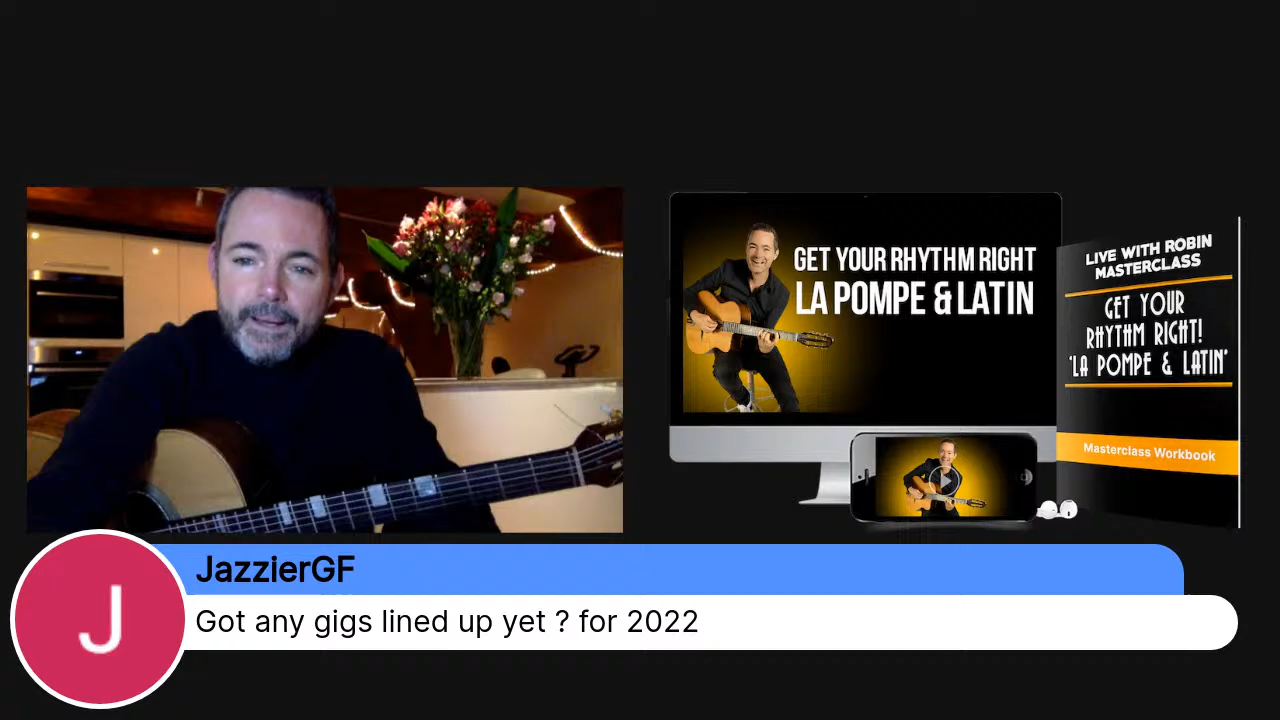 GET YOUR RHYTHM RIGHT
LA POMPE & LATIN
LIVE WITH ROBIN
MASTERCLASS
GET YOUR
RHYTHM RIGHT!
'LA POMPE & LATIN'
Masterclass Workbook
J
JazzierGF
Got any gigs lined up yet ? for 2022